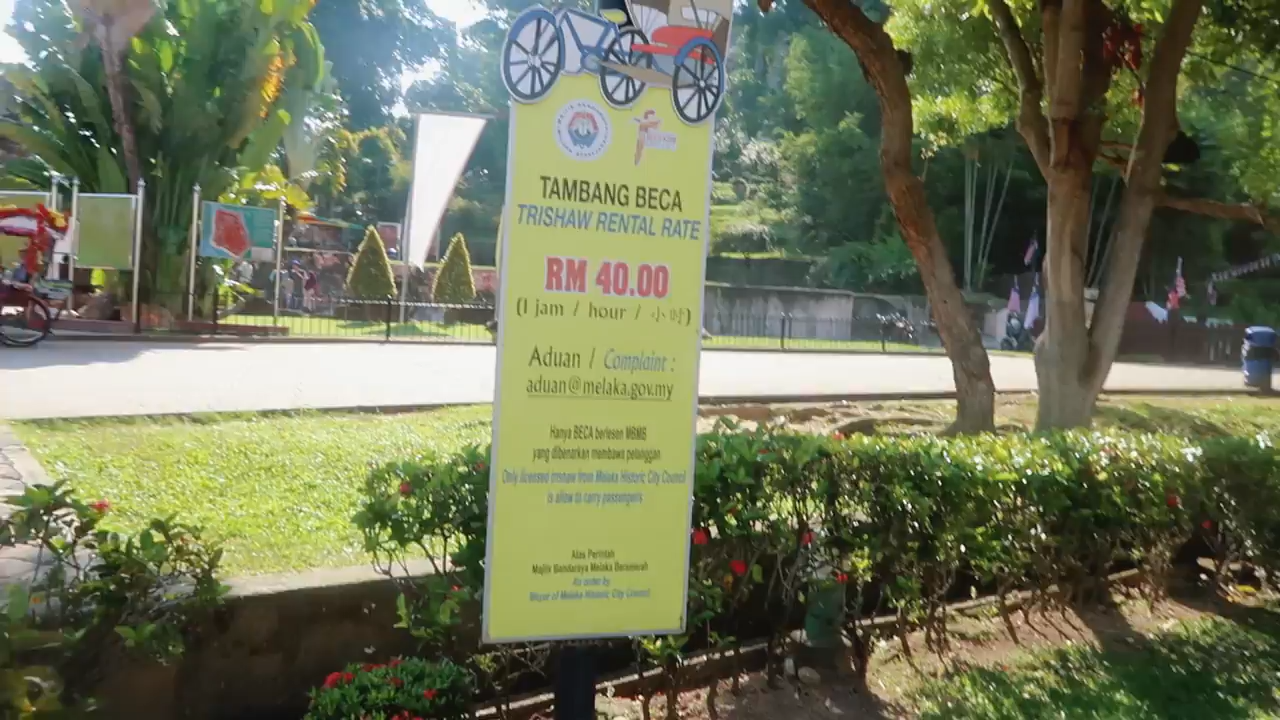 TAMBANG BECA
TRISHAW RENTAL RATE
RM 40.00
(1 jam / hour / 小时)
Aduan / Complaint :
aduan@melaka.gov.my
Hanya BECA berlesen MBMB
yang dibenarkan membawa pelanggan
Only licensed trishaw from Melaka Historic City Council
is allow to carry passengers
Atas Perintah
Majlis Bandaraya Melaka Bersejarah
As order by
Mayor of Melaka Historic City Council